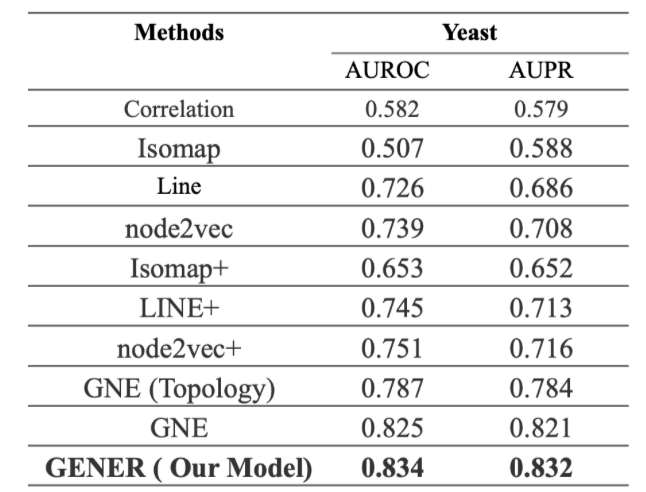 Methods Yeast
AUROC AUPR
Correlation 0.582 0.579
Isomap 0.507 0.588
Line 0.726 0.686
node2vec 0.739 0.708
Isomap+ 0.653 0.652
LINE+ 0.745 0.713
node2vec+ 0.751 0.716
GNE (Topology) 0.787 0.784
GNE 0.825 0.821
GENER ( Our Model) 0.834 0.832